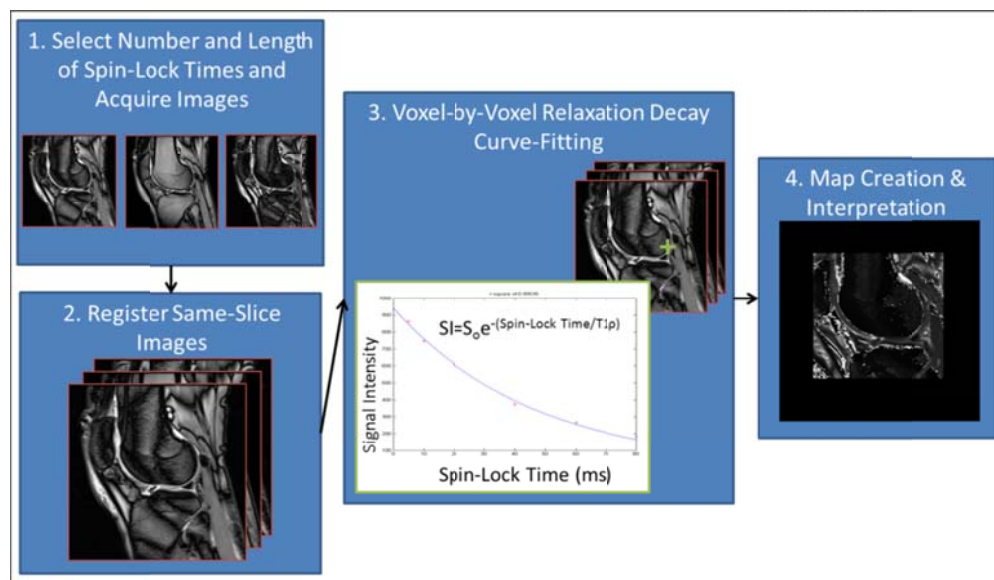 1. Select Number and Length
of Spin-Lock Times and
Acquire Images
2. Register Same-Slice
Images
3. Voxel-by-Voxel Relaxation Decay
Curve-Fitting
SI=Soe-(Spin-Lock Time/T1ρ)
Signal Intensity
Spin-Lock Time (ms)
4. Map Creation &
Interpretation